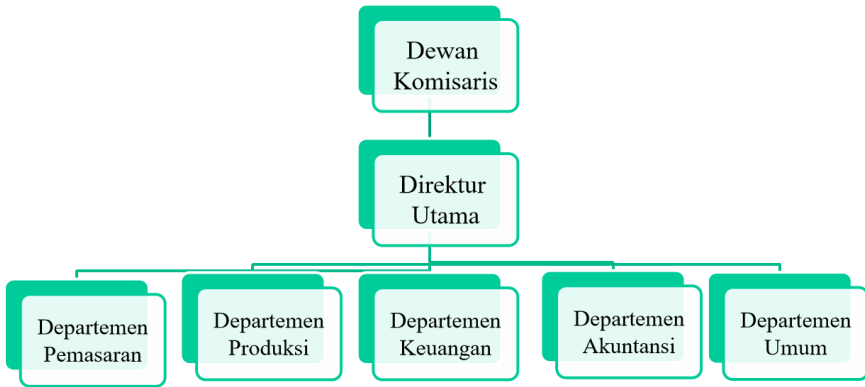 Dewan
Komisaris
Direktur
Utama
Departemen
Pemasaran
Departemen
Produksi
Departemen
Keuangan
Departemen
Akuntansi
Departemen
Umum